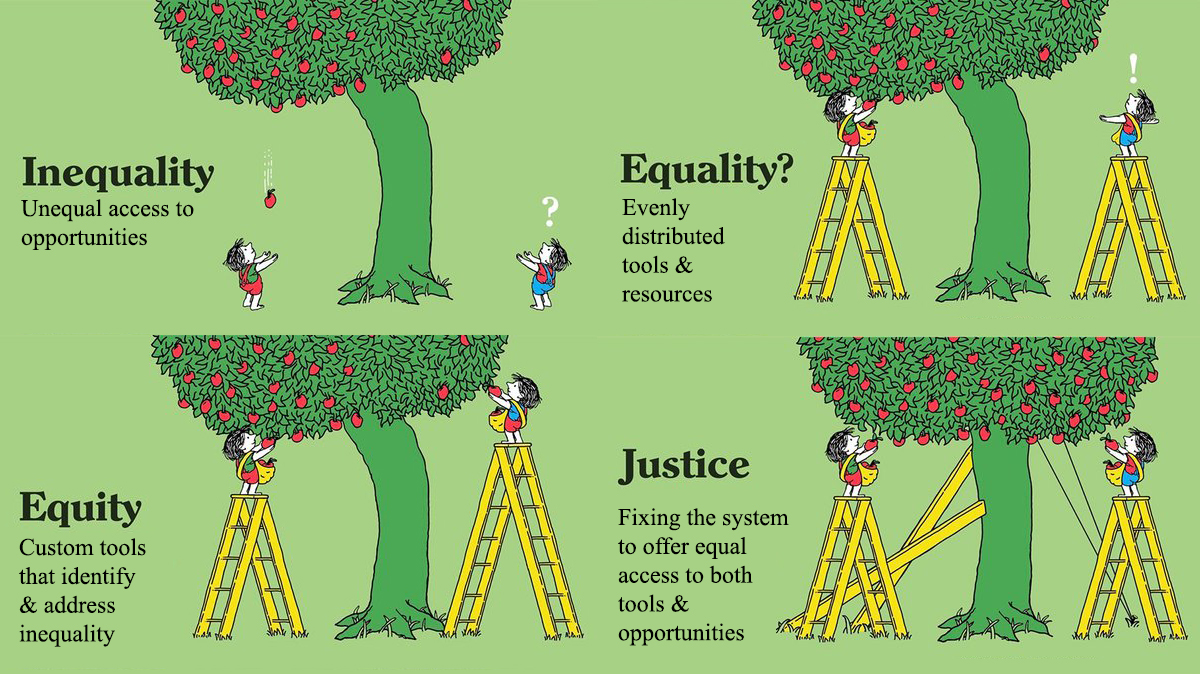 Inequality
Unequal access to
opportunities
?
Equality?
Evenly
distributed
tools &
resources
!
Equity
Custom tools
that identify
& address
inequality
Justice
Fixing the system
to offer equal
access to both
tools &
opportunities